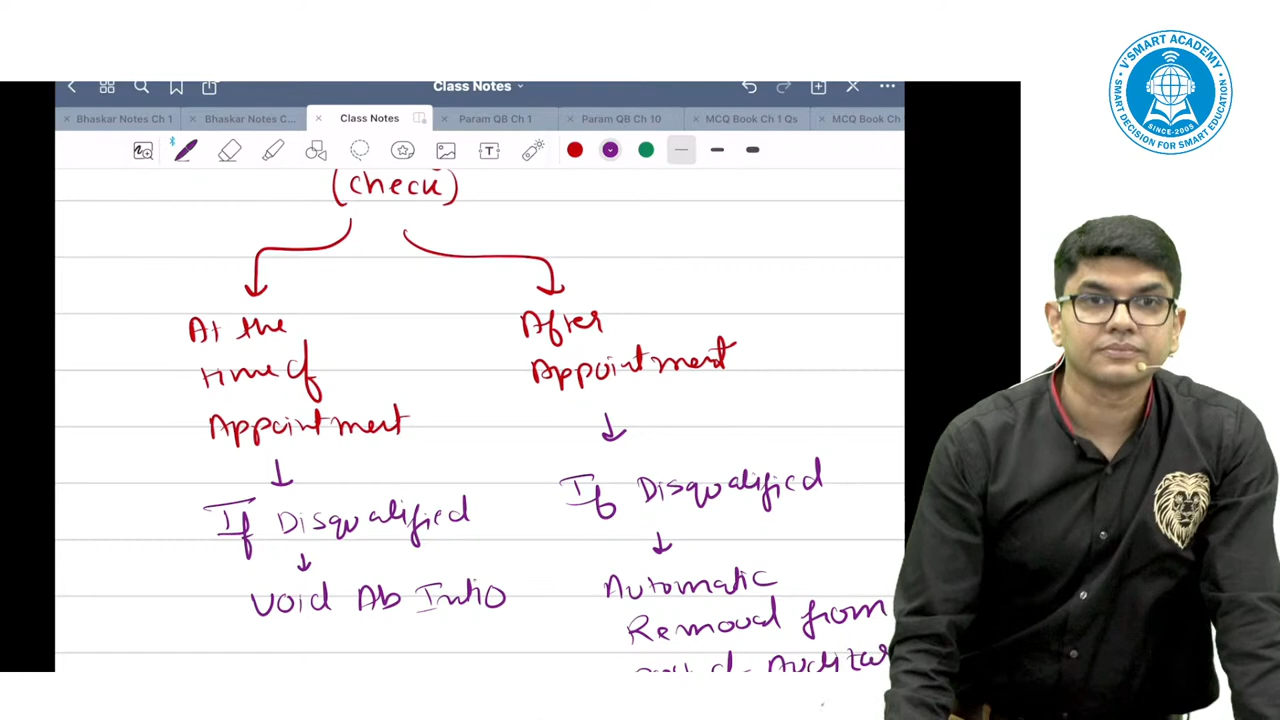 V'SMART ACADEMY
SINCE-2005
SMART DECISION FOR SMART EDUCATION
Class Notes
Bhaskar Notes Ch 1
Bhaskar Notes C...
Class Notes
Param QB Ch 1
Param QB Ch 10
MCQ Book Ch 1 Qs
MCQ Book Ch
(check)
At the
time of
Appointment
If Disqualified
Void Ab Initio
After
Appointment
If Disqualified
Automatic
Removal from
Auditor